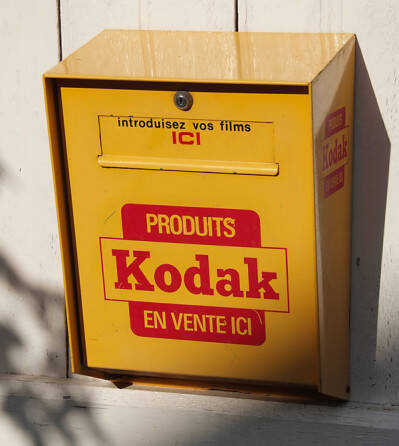 introduisez vos films
ICI
PRODUITS
Kodak
EN VENTE ICI
Kodak